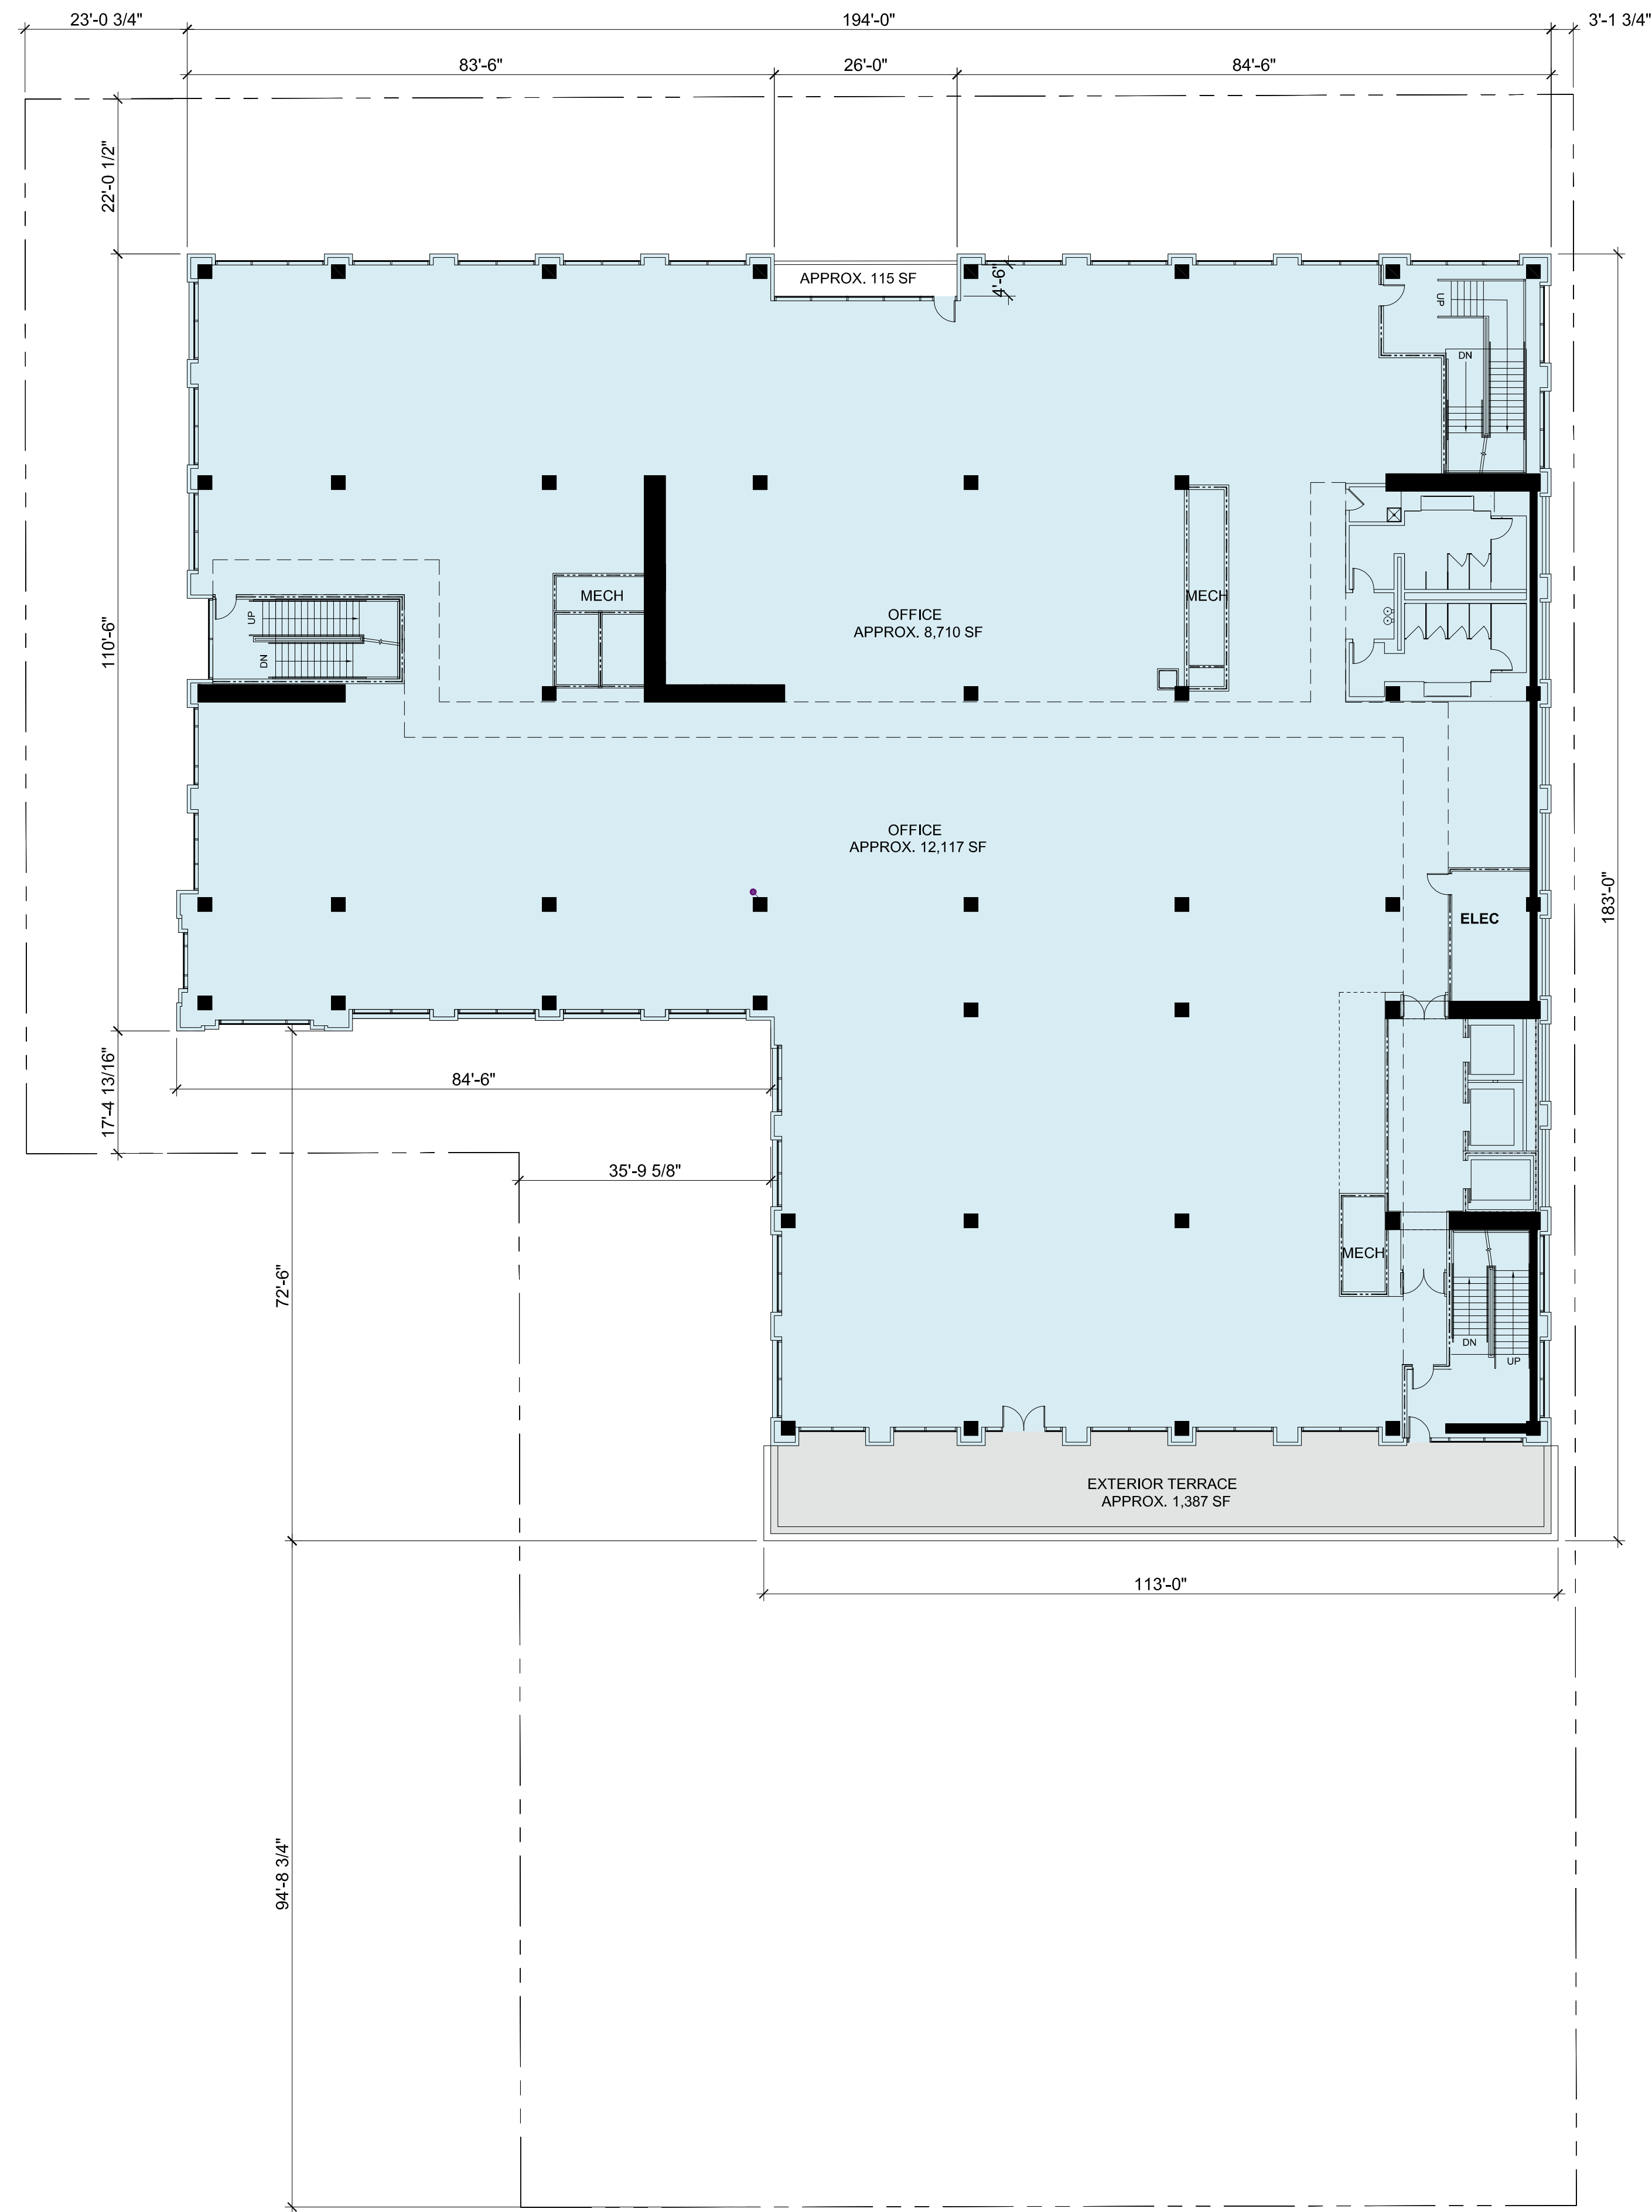 23'-0 3/4"
194'-0"
3'-1 3/4"
83'-6"
26'-0"
84'-6"
22'-0 1/2"
APPROX. 115 SF
4'-6"
UP
DN
110'-6"
MECH
MECH
OFFICE
APPROX. 8,710 SF
UP
DN
OFFICE
APPROX. 12,117 SF
183'-0"
ELEC
84'-6"
17'-4 13/16"
35'-9 5/8"
72'-6"
MECH
DN
UP
EXTERIOR TERRACE
APPROX. 1,387 SF
113'-0"
94'-8 3/4"